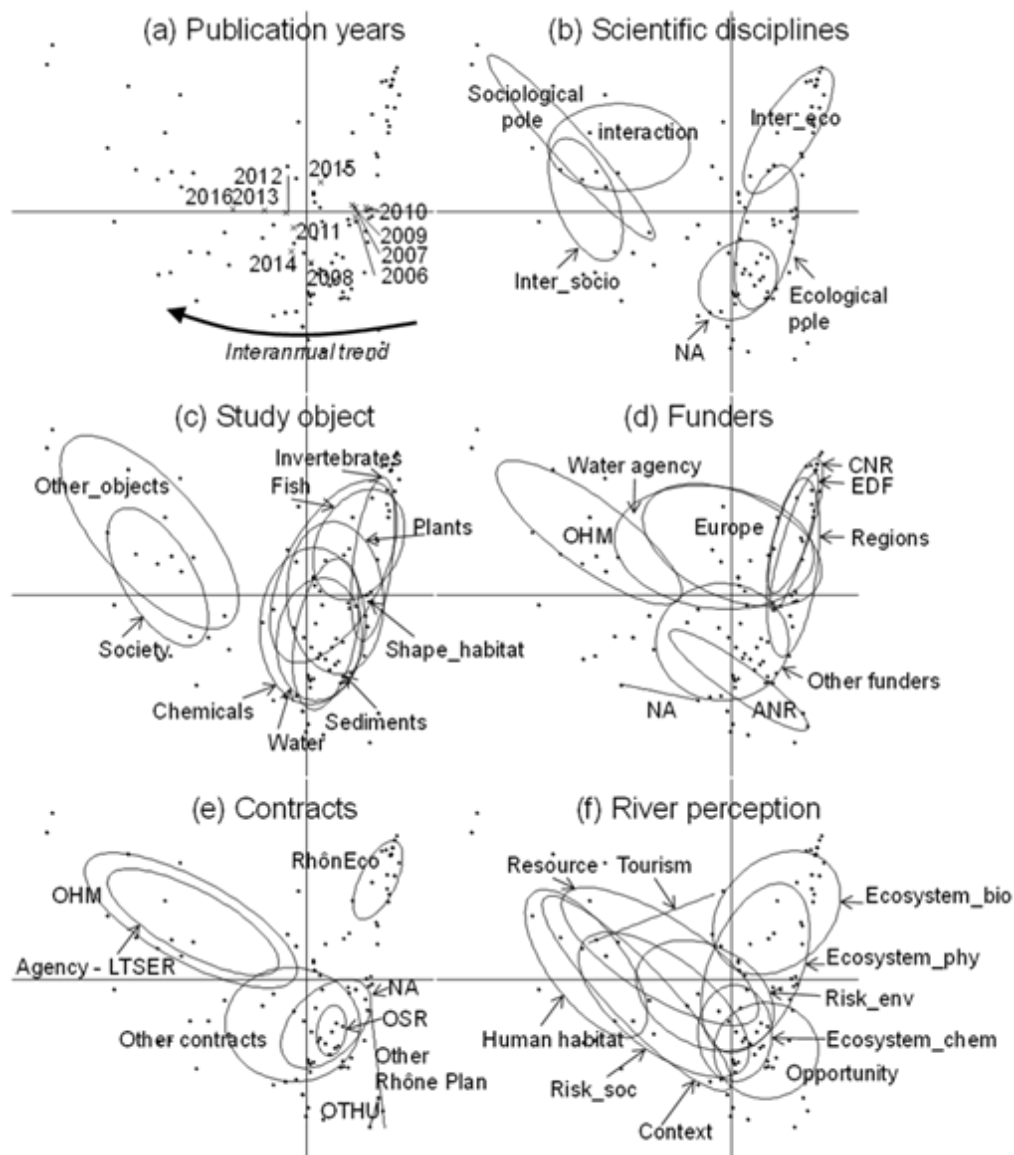 (a) Publication years
2015
2012
2016 2013
2010
2011
2009
2007
2014
2008
2006
Interannual trend
(b) Scientific disciplines
Sociological
pole
interaction
Inter_eco
Inter_socio
Ecological
pole
NA
(c) Study object
Invertebrates
Fish
Other_objects
Plants
Society
Shape_habitat
Chemicals
Sediments
Water
(d) Funders
Water agency
CNR
EDF
OHM
Europe
Regions
Other funders
NA
ANR
(e) Contracts
RhônEco
OHM
Agency - LTSER
NA
OSR
Other contracts
Other
Rhône Plan
OTHU
(f) River perception
Resource
Tourism
Ecosystem_bio
Ecosystem_phy
Risk_env
Human habitat
Ecosystem_chem
Risk_soc
Opportunity
Context